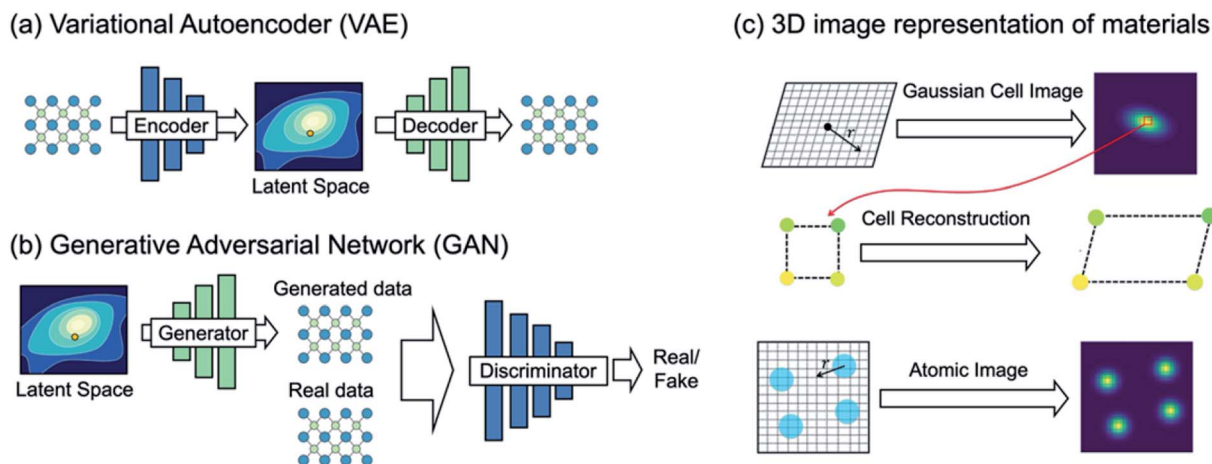 (a) Variational Autoencoder (VAE)
Encoder
Latent Space
Decoder
(b) Generative Adversarial Network (GAN)
Latent Space
Generator
Generated data
Real data
Discriminator
Real/
Fake
(c) 3D image representation of materials
r
Gaussian Cell Image
Cell Reconstruction
r
Atomic Image